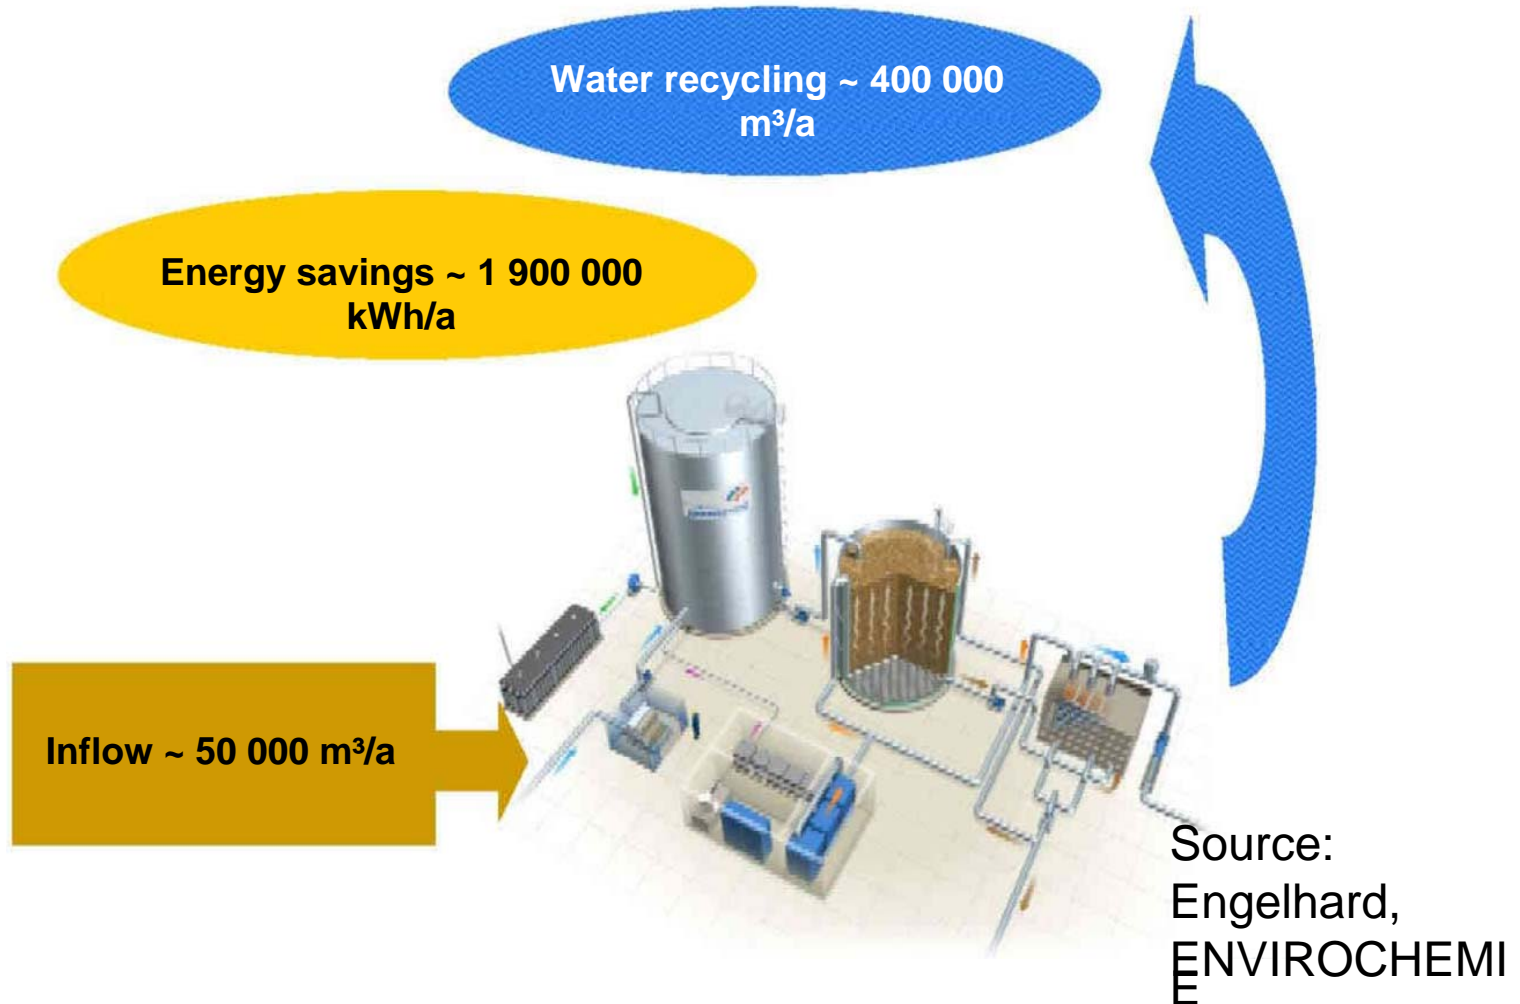 Water recycling ~ 400 000
m³/a
Energy savings ~ 1 900 000
kWh/a
Inflow ~ 50 000 m³/a
Source:
Engelhard,
ENVIROCHEMI
E